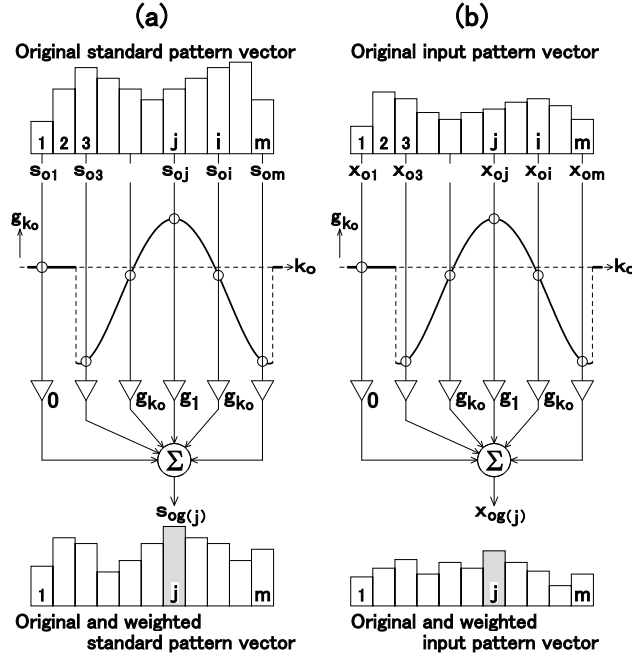 (a)
Original standard pattern vector
1 2 3 j i m
so1 so3 soj soi som
gko
ko
0 gko g1 gko
Σ
sog(j)
1 j m
Original and weighted
standard pattern vector
(b)
Original input pattern vector
1 2 3 j i m
xo1 xo3 xoj xoi xom
gko
ko
0 gko g1 gko
Σ
xog(j)
1 j m
Original and weighted
input pattern vector